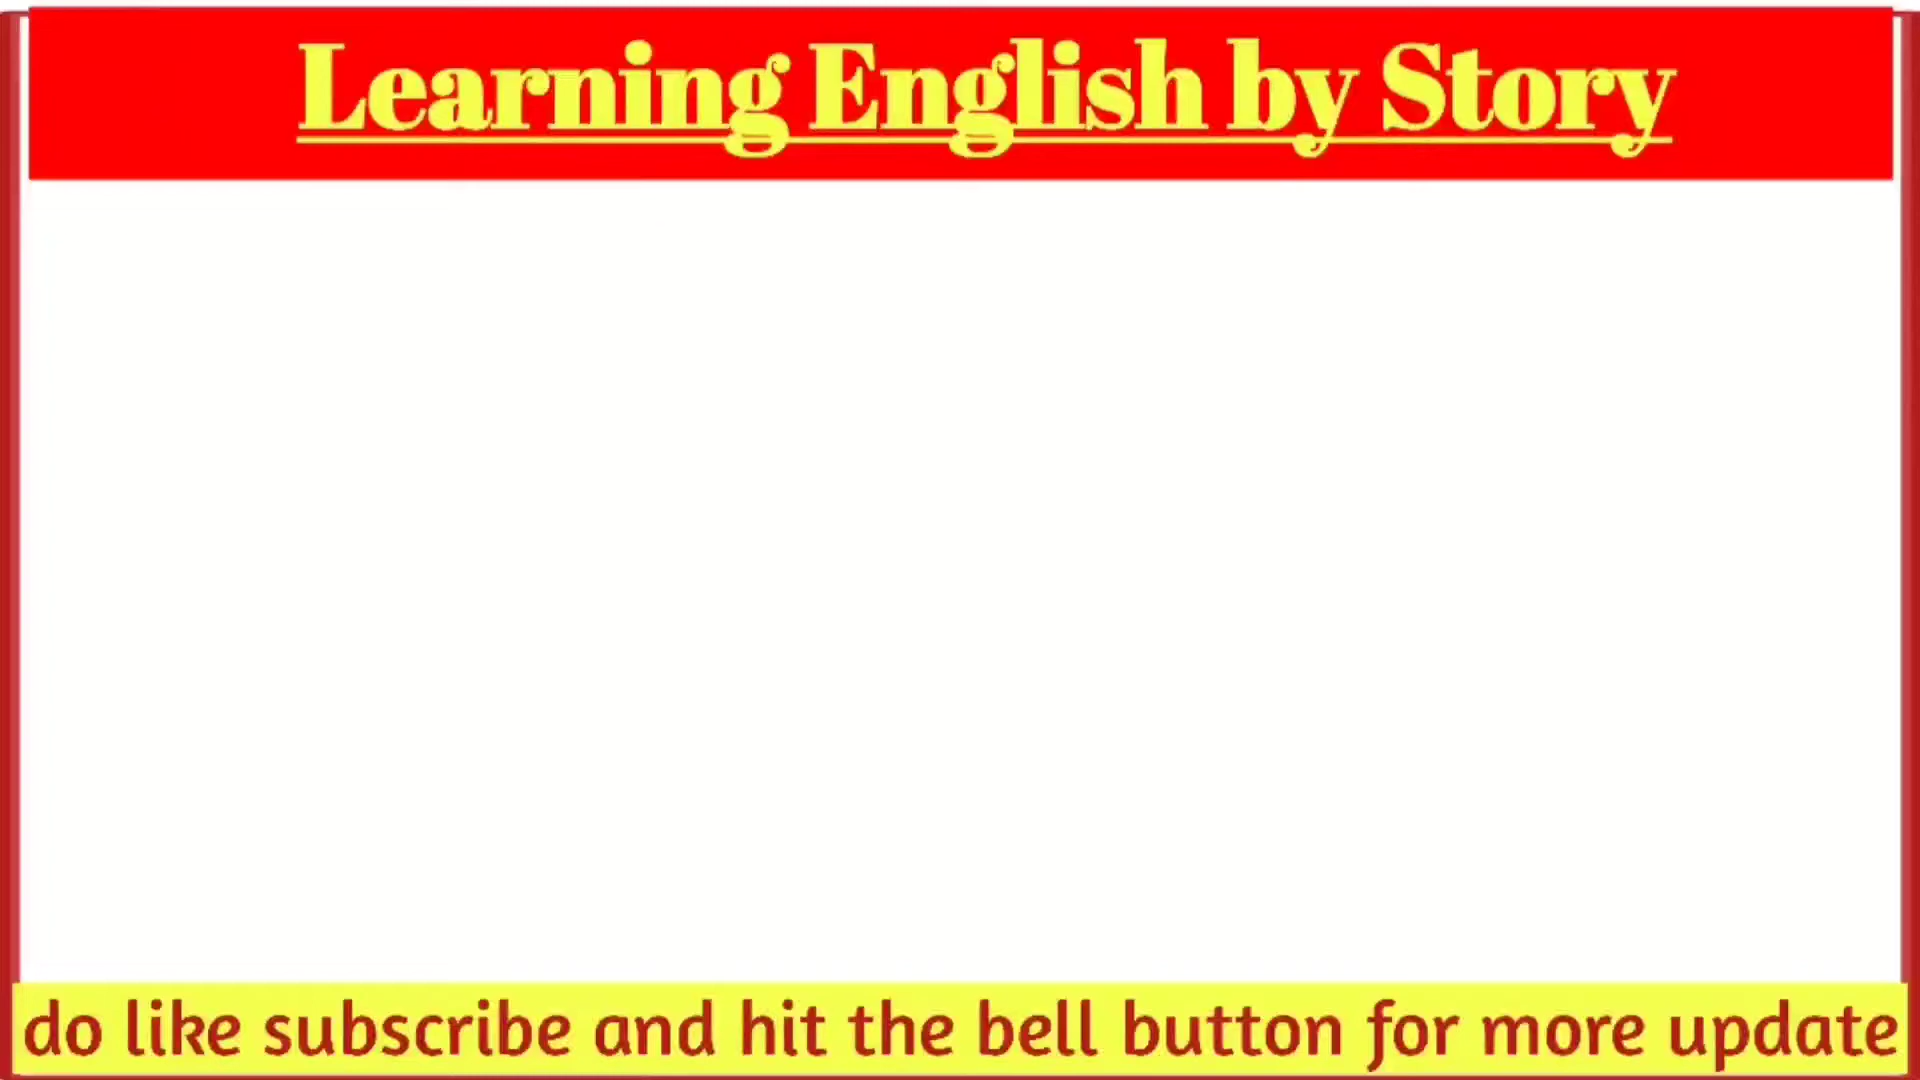 Learning English by Story
do like subscribe and hit the bell button for more update